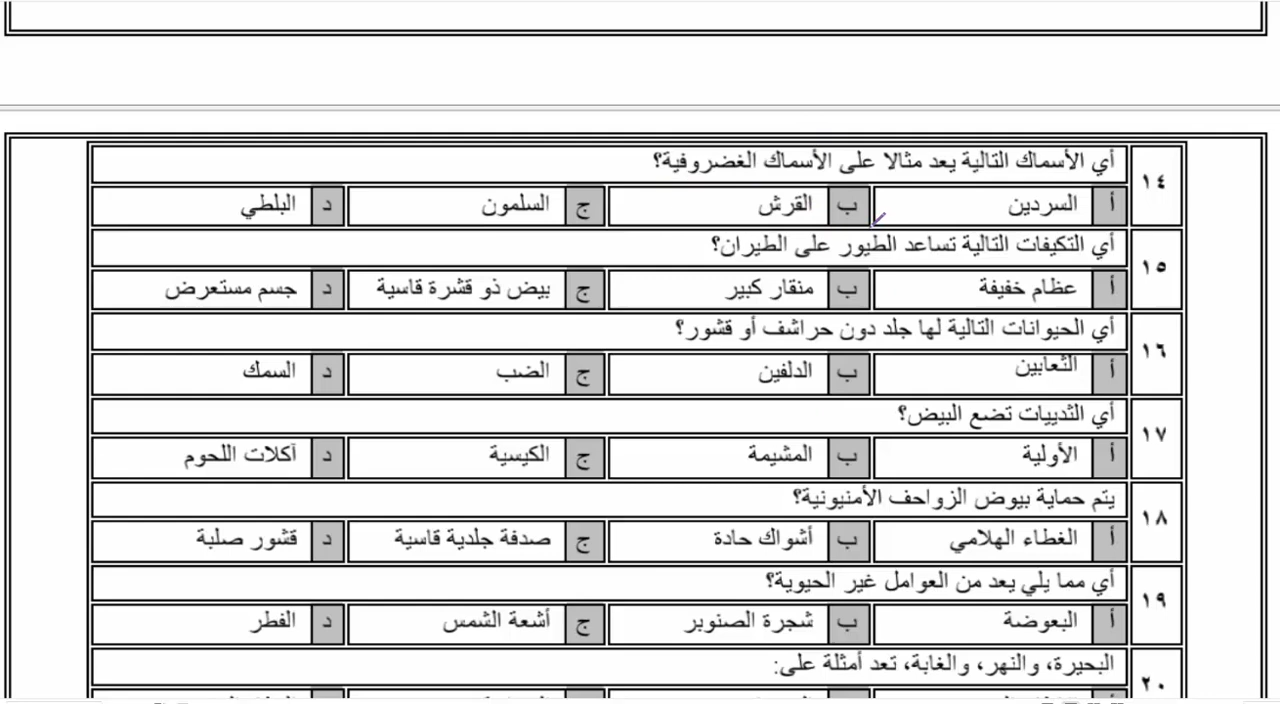 ١٤ أي الأسماك التالية يعد مثالا على الأسماك الغضروفية؟
أ السردين ب القرش ج السلمون د البلطي
١٥ أي التكيفات التالية تساعد الطيور على الطيران؟
أ عظام خفيفة ب منقار كبير ج بيض ذو قشرة قاسية د جسم مستعرض
١٦ أي الحيوانات التالية لها جلد دون حراشف أو قشور؟
أ الثعابين ب الدلفين ج الضب د السمك
١٧ أي الثدييات تضع البيض؟
أ الأولية ب المشيمة ج الكيسية د آكلات اللحوم
١٨ يتم حماية بيوض الزواحف الأمنيونية؟
أ الغطاء الهلامي ب أشواك حادة ج صدفة جلدية قاسية د قشور صلبة
١٩ أي مما يلي يعد من العوامل غير الحيوية؟
أ البعوضة ب شجرة الصنوبر ج أشعة الشمس د الفطر
٢٠ البحيرة، والنهر، والغابة، تعد أمثلة على: